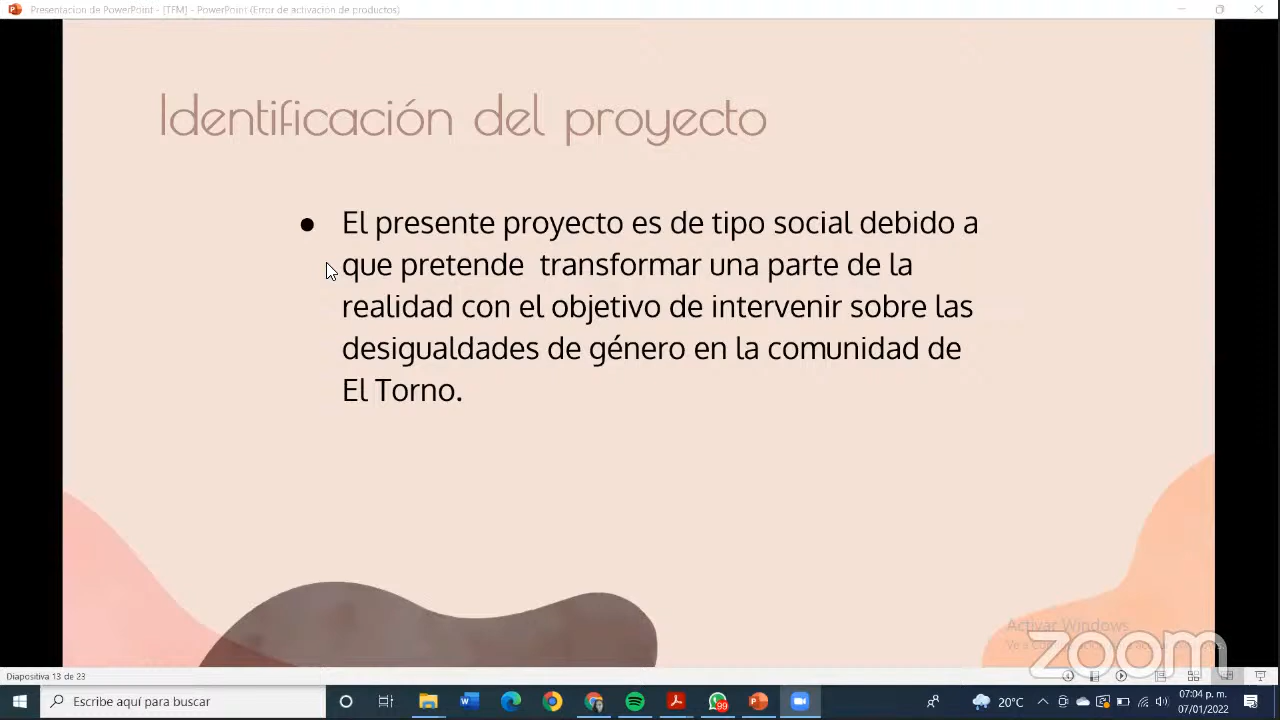 Presentación de PowerPoint - [TFM] - PowerPoint (Error de activación de productos)
Identificación del proyecto
● El presente proyecto es de tipo social debido a
que pretende transformar una parte de la
realidad con el objetivo de intervenir sobre las
desigualdades de género en la comunidad de
El Torno.
Activar Windows
zoom
Diapositiva 13 de 23
Escribe aquí para buscar
99
20°C
07:04 p. m.
07/01/2022